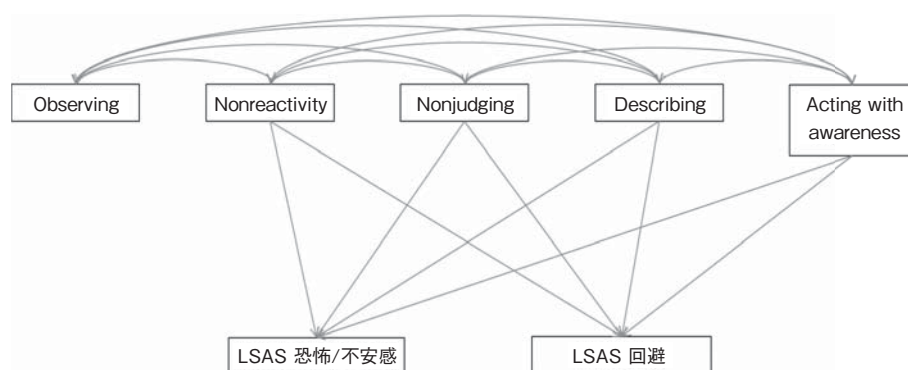 Observing
Nonreactivity
Nonjudging
Describing
Acting with
awareness
LSAS 恐怖/不安感
LSAS 回避